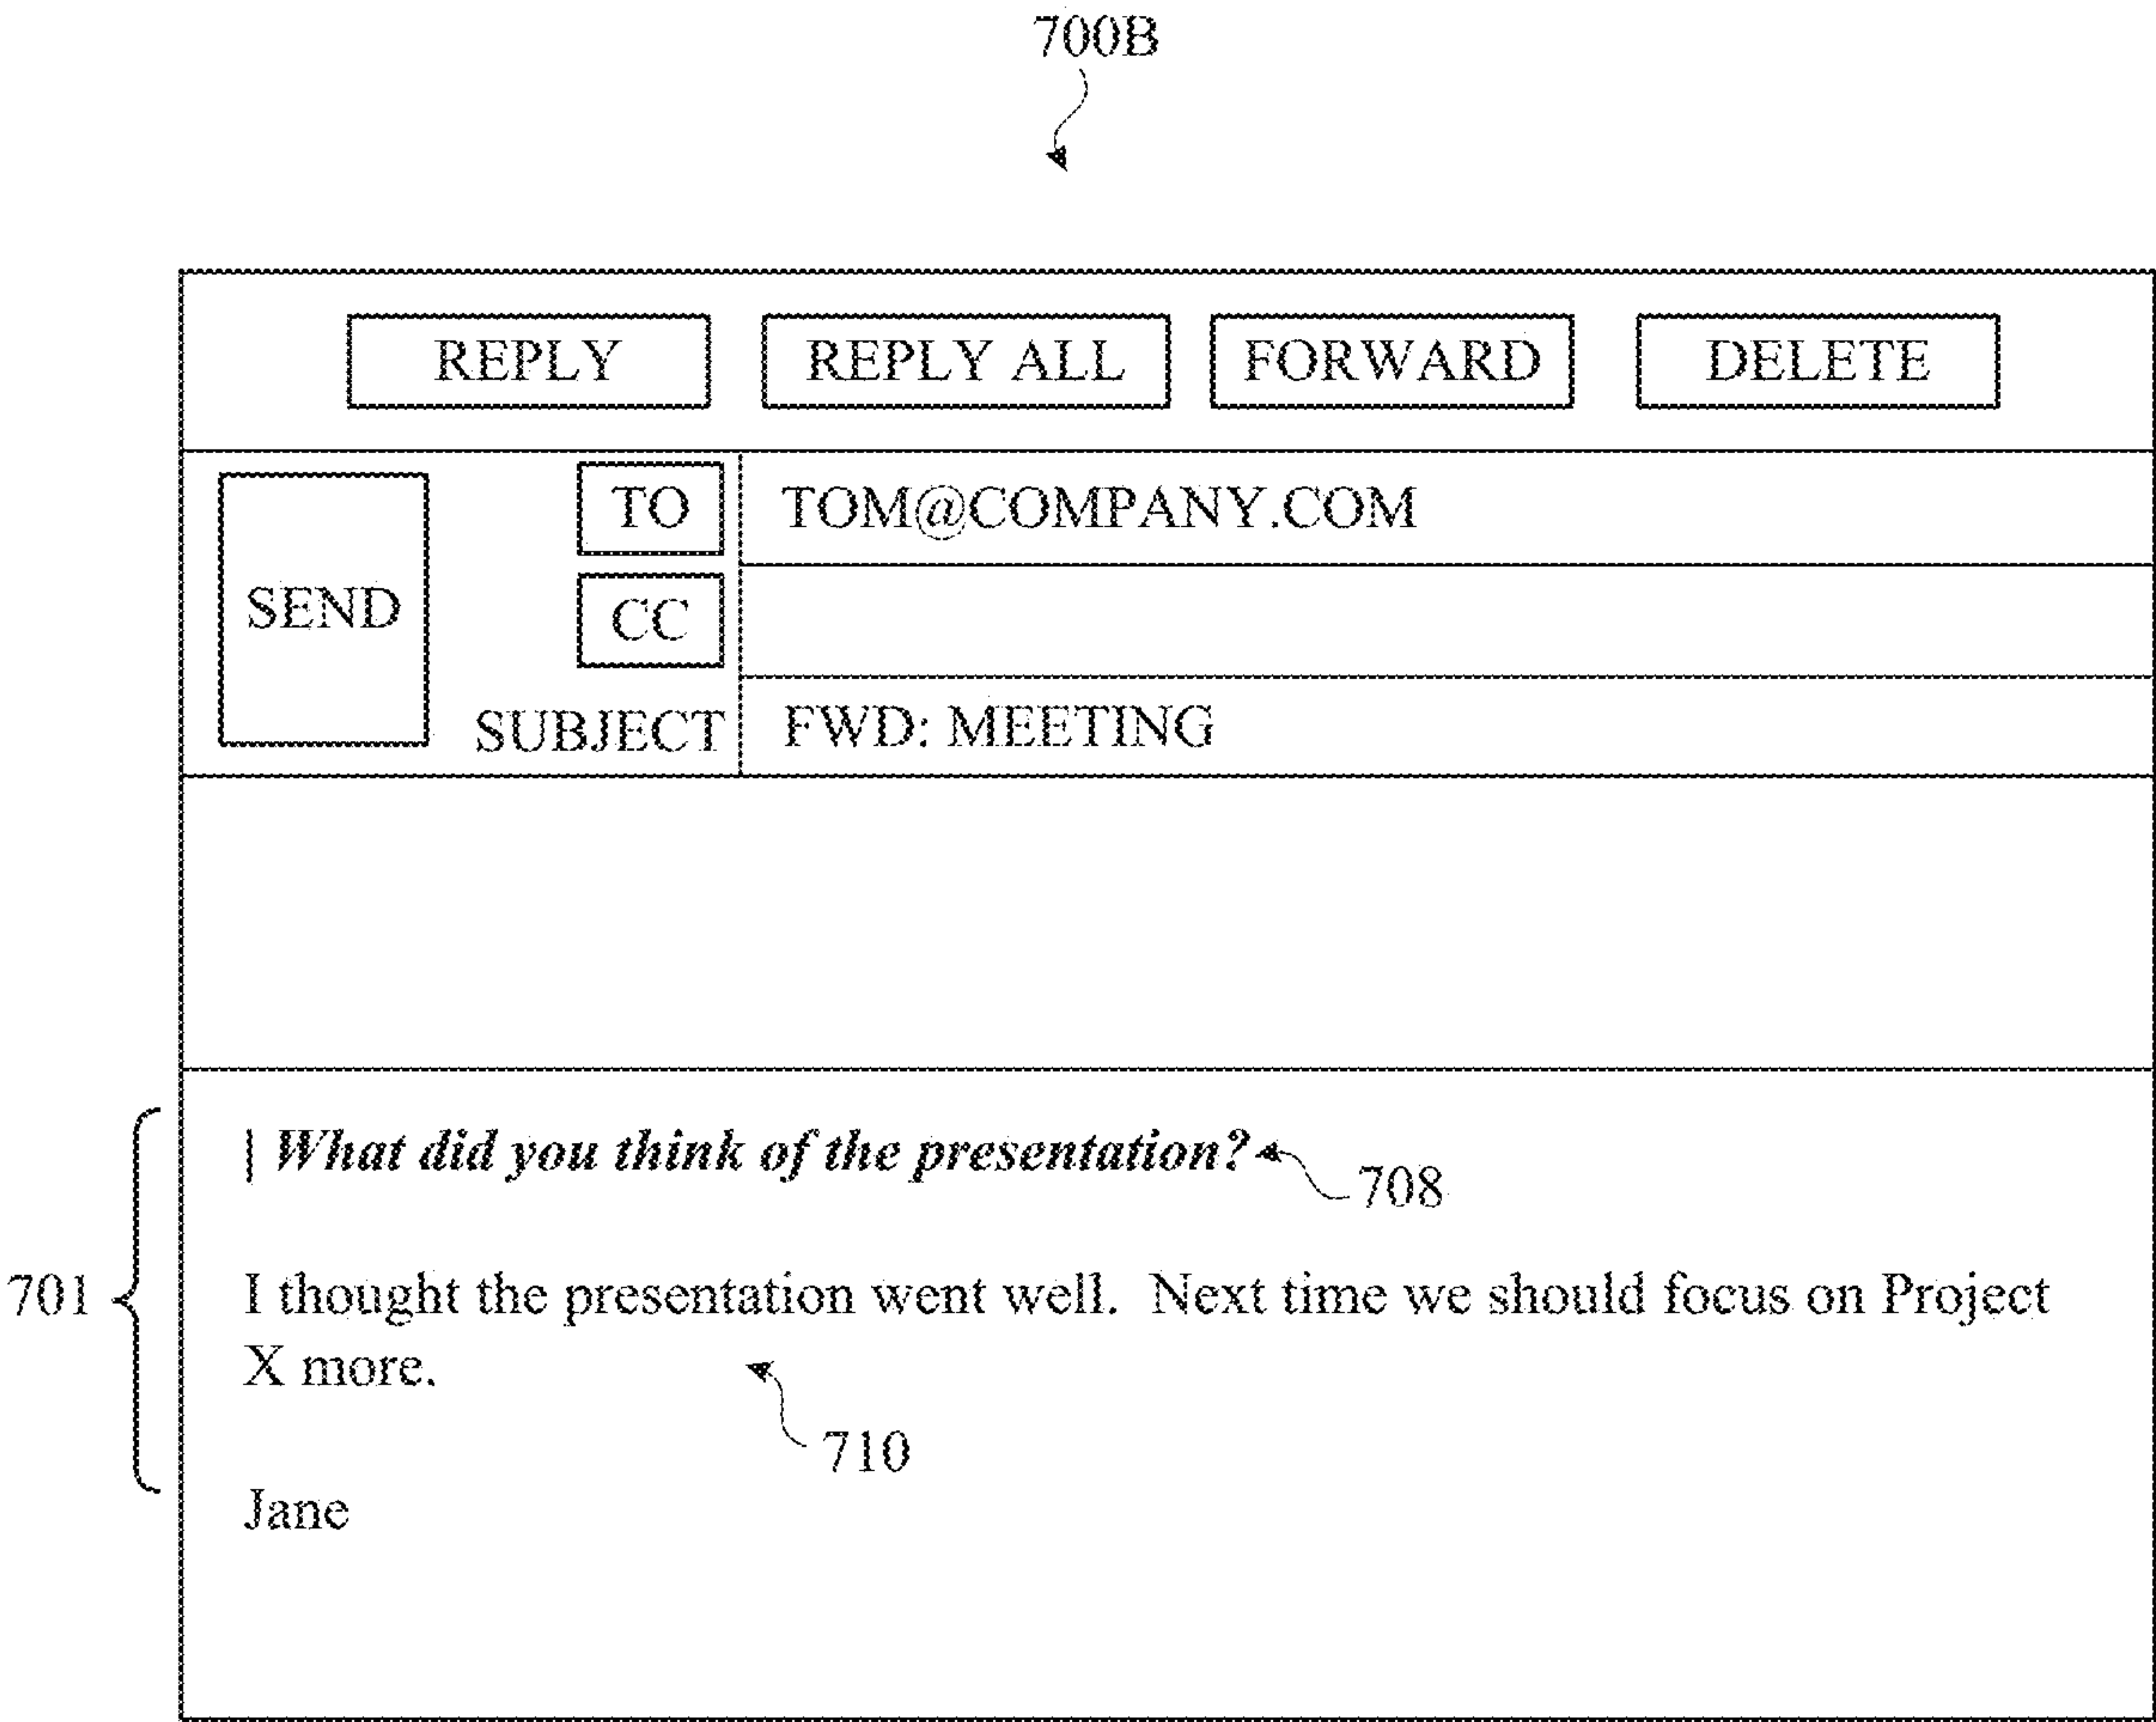 700B
REPLY REPLY ALL FORWARD DELETE
SEND TO TOM@COMPANY.COM
CC
SUBJECT FWD: MEETING
| What did you think of the presentation? 708
701
I thought the presentation went well. Next time we should focus on Project
X more.
710
Jane